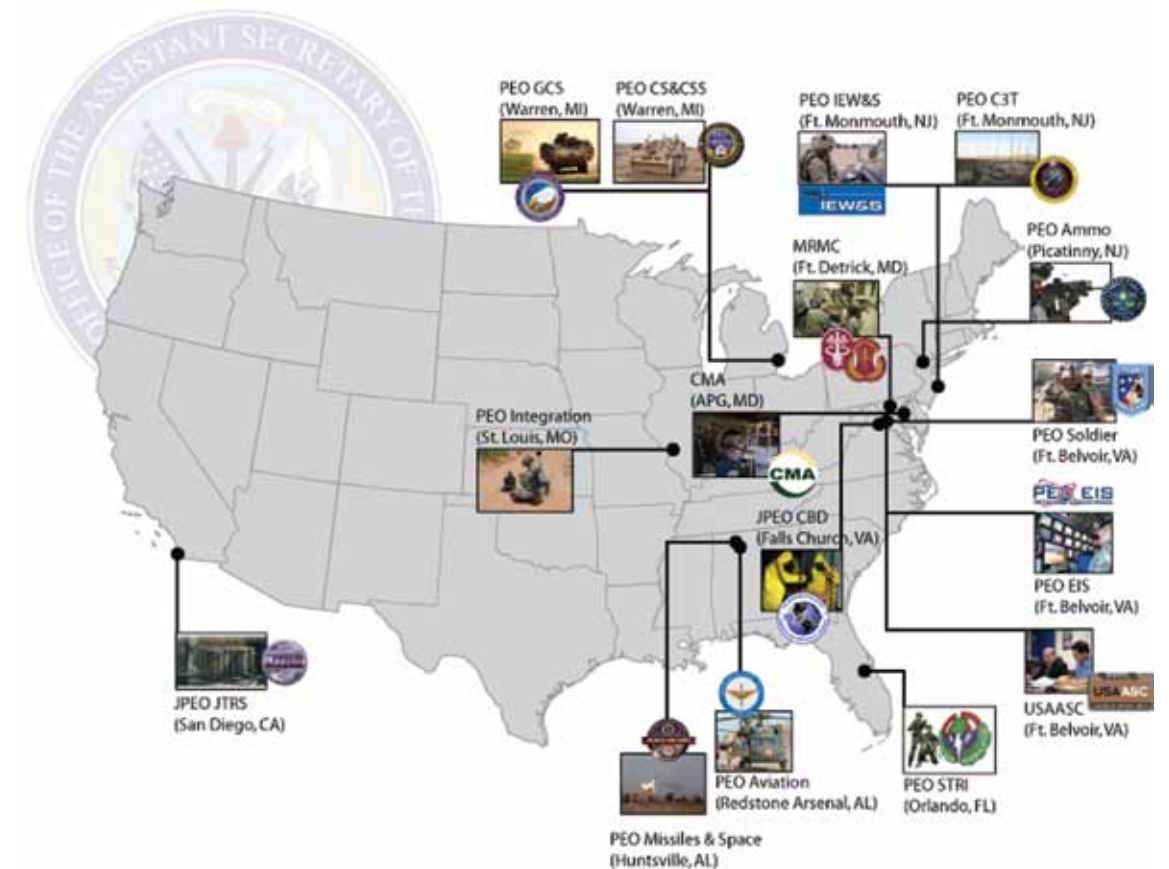 OFFICE OF THE ASSISTANT SECRETARY OF THE
PEO GCS
(Warren, MI)
PEO CS&CSS
(Warren, MI)
PEO IEW&S
(Ft. Monmouth, NJ)
IEW&S
PEO C3T
(Ft. Monmouth, NJ)
PEO Ammo
(Picatinny, NJ)
MRMC
(Ft. Detrick, MD)
CMA
(APG, MD)
CMA
PEO Integration
(St. Louis, MO)
PEO Soldier
(Ft. Belvoir, VA)
JPEO CBD
(Falls Church, VA)
PEO EIS
PEO EIS
(Ft. Belvoir, VA)
USAASC
USAASC
(Ft. Belvoir, VA)
JPEO JTRS
(San Diego, CA)
PEO Aviation
(Redstone Arsenal, AL)
PEO STRI
(Orlando, FL)
PEO Missiles & Space
(Huntsville, AL)